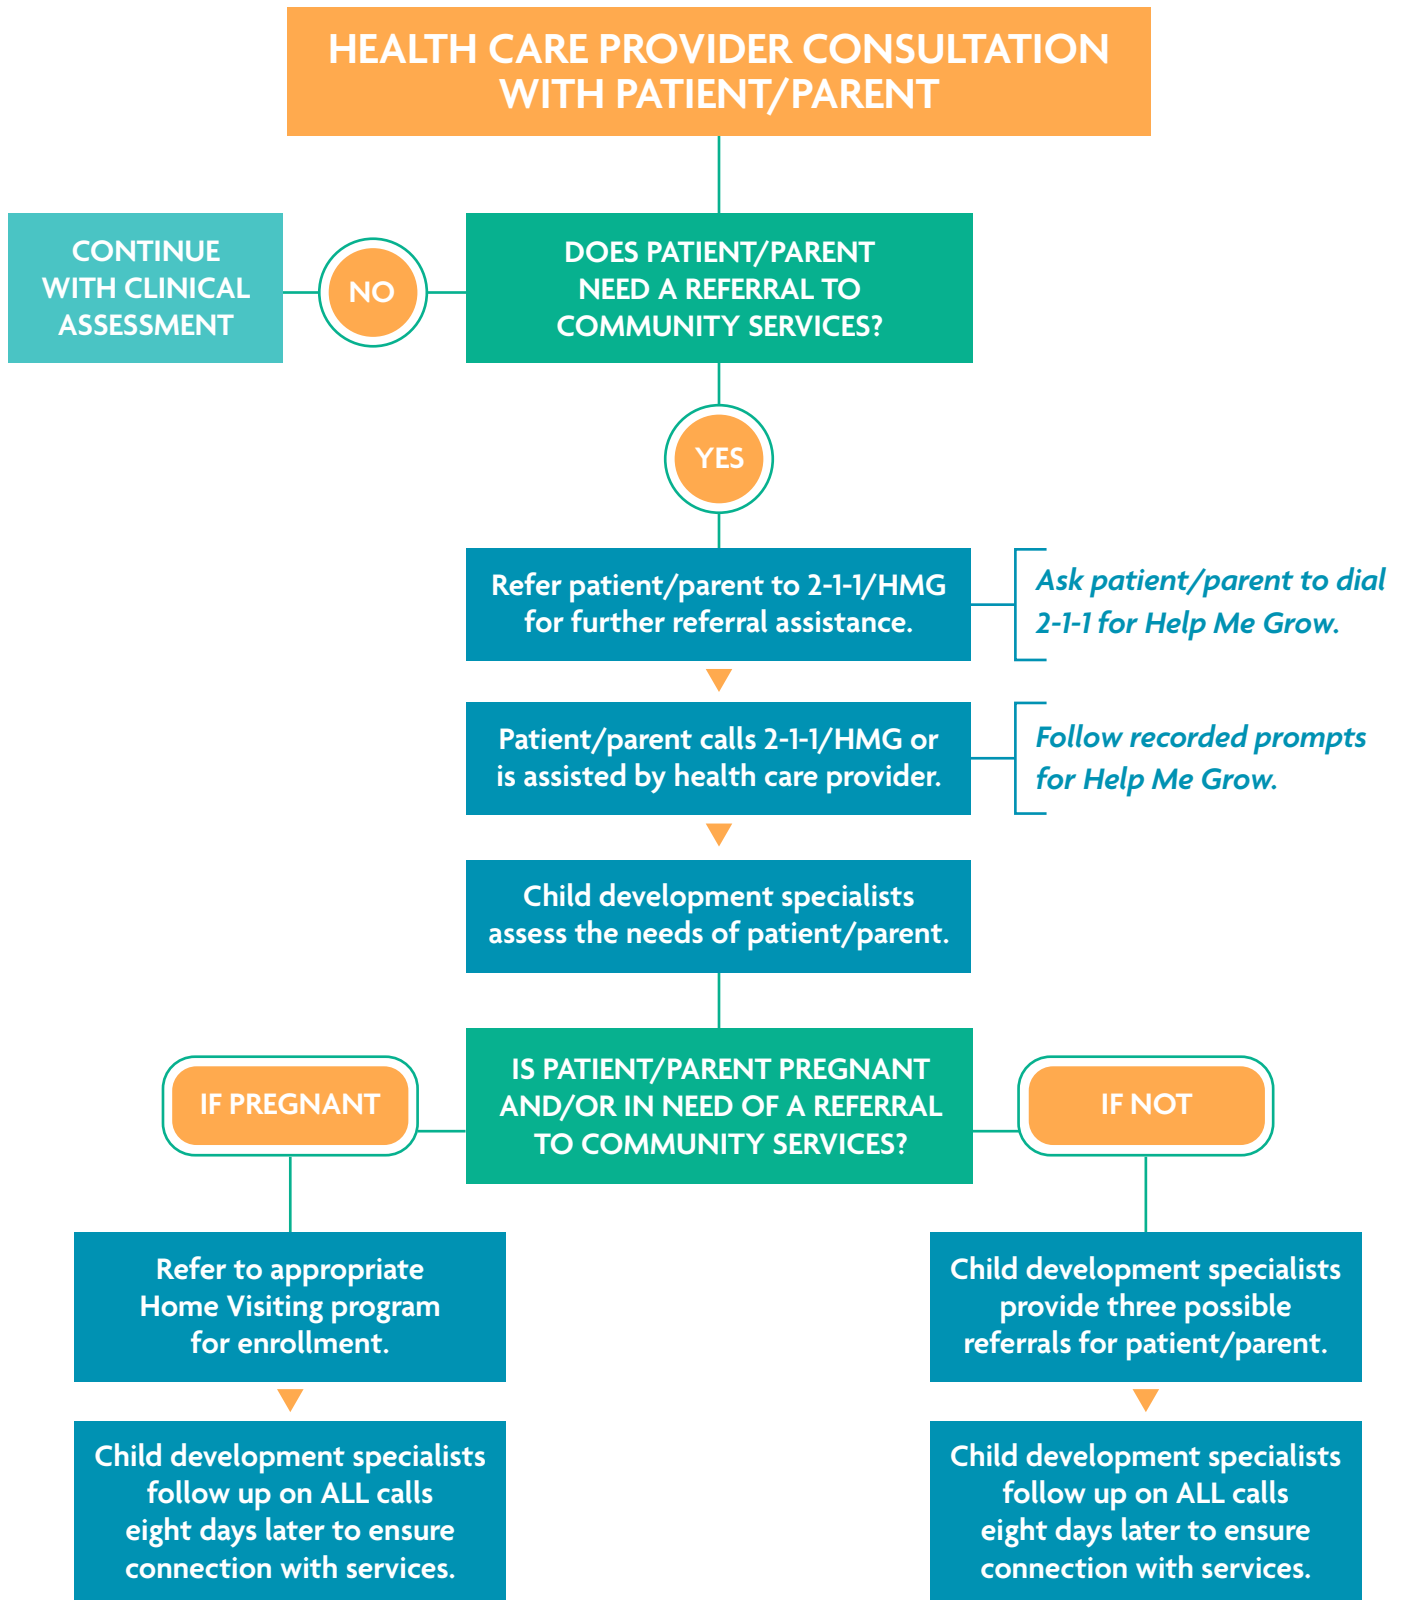 HEALTH CARE PROVIDER CONSULTATION
WITH PATIENT/PARENT
CONTINUE
WITH CLINICAL
ASSESSMENT
NO
DOES PATIENT/PARENT
NEED A REFERRAL TO
COMMUNITY SERVICES?
YES
Refer patient/parent to 2-1-1/HMG
for further referral assistance.
Ask patient/parent to dial
2-1-1 for Help Me Grow.
Patient/parent calls 2-1-1/HMG or
is assisted by health care provider.
Follow recorded prompts
for Help Me Grow.
Child development specialists
assess the needs of patient/parent.
IS PATIENT/PARENT PREGNANT
AND/OR IN NEED OF A REFERRAL
TO COMMUNITY SERVICES?
IF PREGNANT
IF NOT
Refer to appropriate
Home Visiting program
for enrollment.
Child development specialists
follow up on ALL calls
eight days later to ensure
connection with services.
Child development specialists
provide three possible
referrals for patient/parent.
Child development specialists
follow up on ALL calls
eight days later to ensure
connection with services.